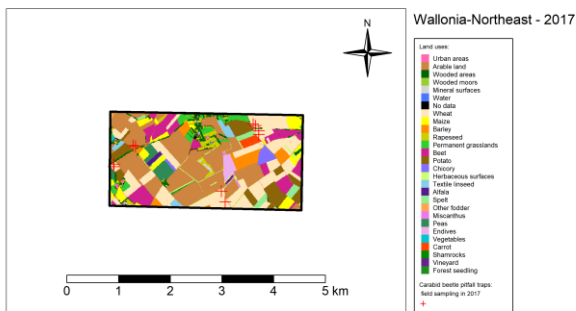 Wallonia-Northeast - 2017
N
Land uses:
Urban areas
Arable land
Wooded areas
Wooded moors
Mineral surfaces
Water
No data
Wheat
Maize
Barley
Rapeseed
Permanent grasslands
Beet
Potato
Chicory
Herbaceous surfaces
Textile linseed
Alfala
Spelt
Other fodder
Miscanthus
Peas
Endives
Vegetables
Carrot
Shamrocks
Vineyard
Forest seedling
Carabid beetle pitfall traps:
field sampling in 2017
0 1 2 3 4 5 km